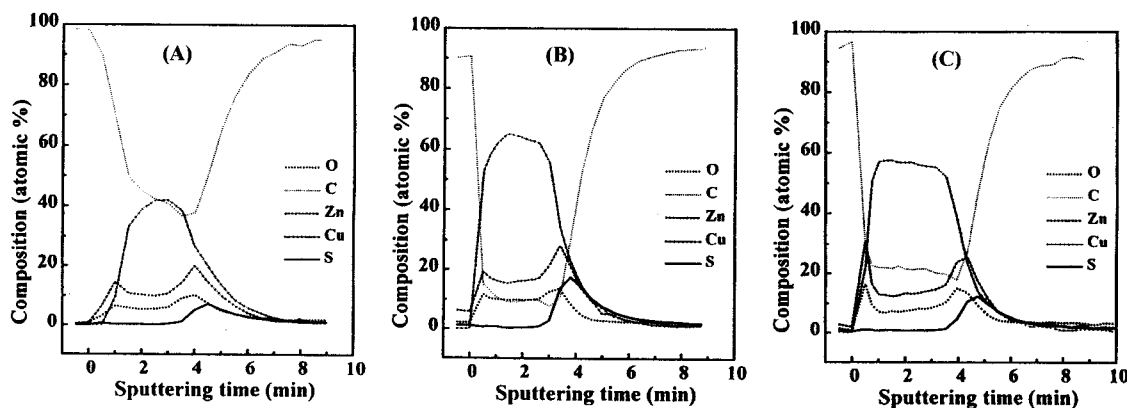 (A)
Composition (atomic %)
100
80
60
40
20
0
O
C
Zn
Cu
S
0 2 4 6 8 10
Sputtering time (min)
(B)
Composition (atomic %)
100
80
60
40
20
0
O
C
Zn
Cu
S
0 2 4 6 8 10
Sputtering time (min)
(C)
Composition (atomic %)
100
80
60
40
20
0
O
C
Zn
Cu
S
0 2 4 6 8 10
Sputtering time (min)